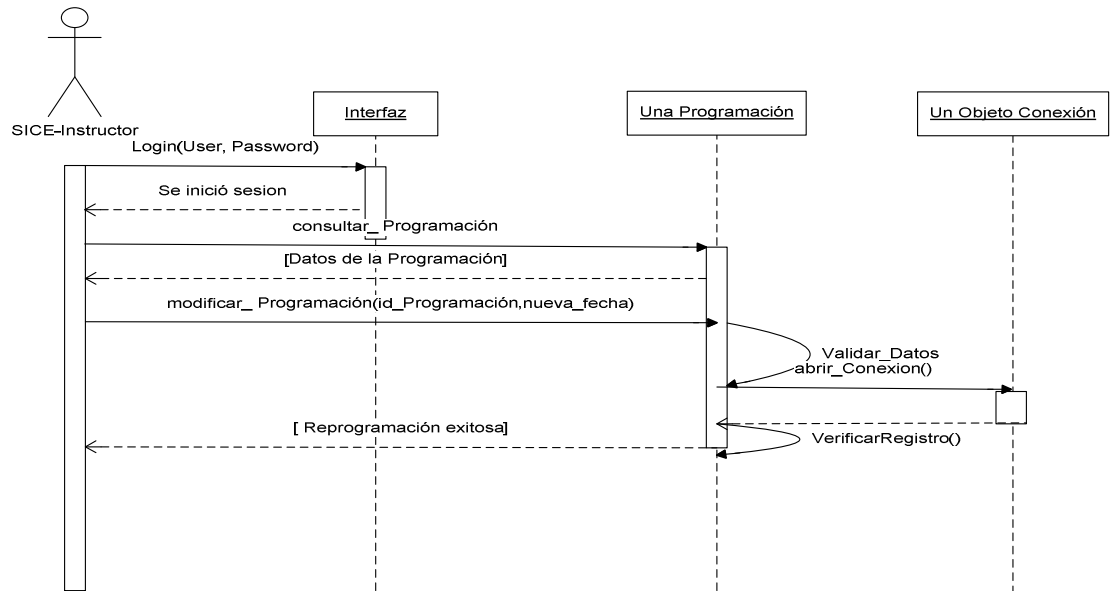 Interfaz
Una Programación
Un Objeto Conexión
SICE-Instructor
Login(User, Password)
Se inició sesion
consultar_ Programación
[Datos de la Programación]
modificar_ Programación(id_Programación,nueva_fecha)
Validar_Datos
abrir_Conexion()
[ Reprogramación exitosa]
VerificarRegistro()